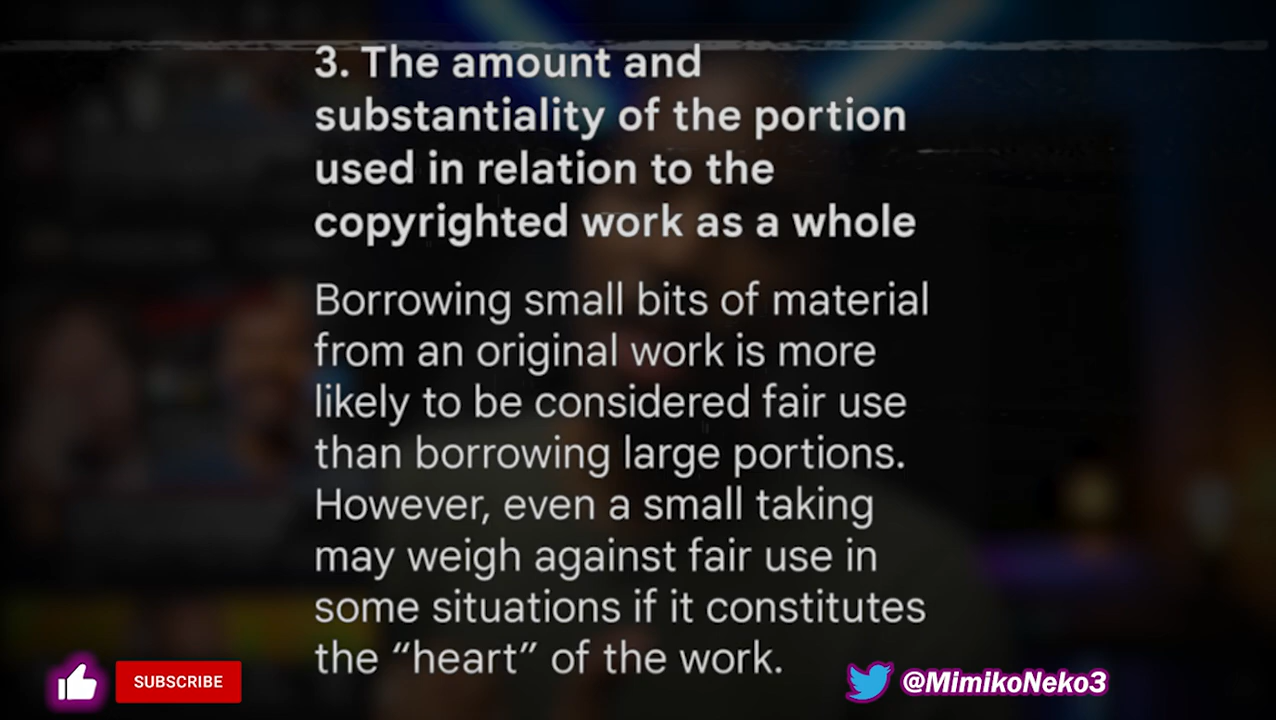 3. The amount and
substantiality of the portion
used in relation to the
copyrighted work as a whole
Borrowing small bits of material
from an original work is more
likely to be considered fair use
than borrowing large portions.
However, even a small taking
may weigh against fair use in
some situations if it constitutes
the “heart” of the work.
SUBSCRIBE
@MimikoNeko3